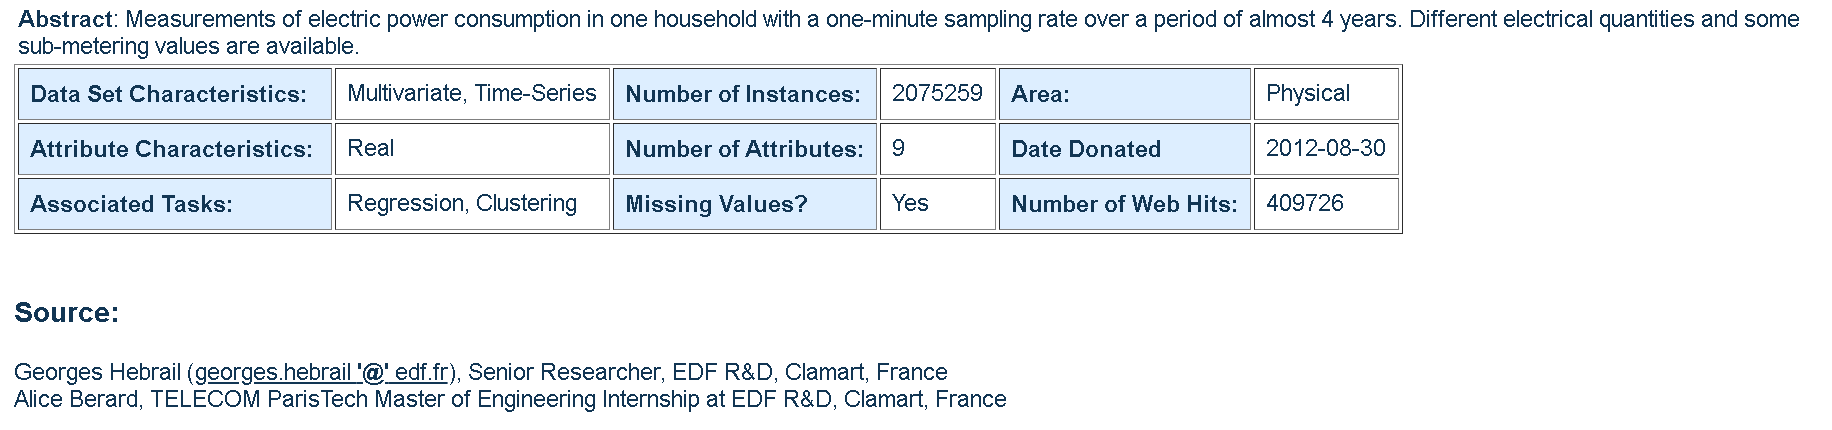 Abstract: Measurements of electric power consumption in one household with a one-minute sampling rate over a period of almost 4 years. Different electrical quantities and some
sub-metering values are available.
Data Set Characteristics: Multivariate, Time-Series Number of Instances: 2075259 Area: Physical
Attribute Characteristics: Real Number of Attributes: 9 Date Donated 2012-08-30
Associated Tasks: Regression, Clustering Missing Values? Yes Number of Web Hits: 409726
Source:
Georges Hebrail (georges.hebrail '@' edf.fr), Senior Researcher, EDF R&D, Clamart, France
Alice Berard, TELECOM ParisTech Master of Engineering Internship at EDF R&D, Clamart, France